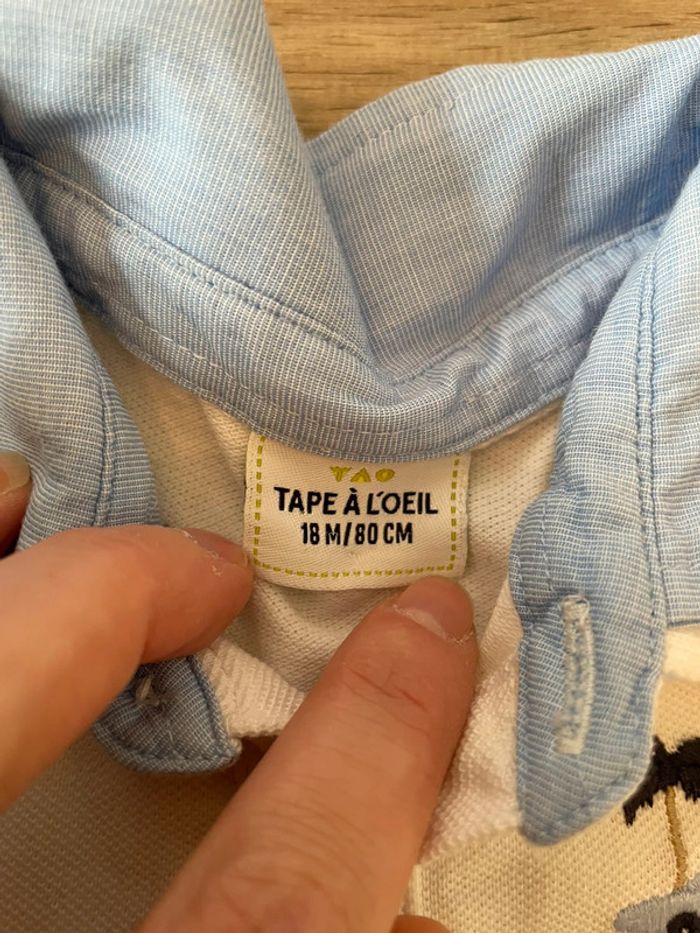 TAO
TAPE À L'OEIL
18 M/80 CM